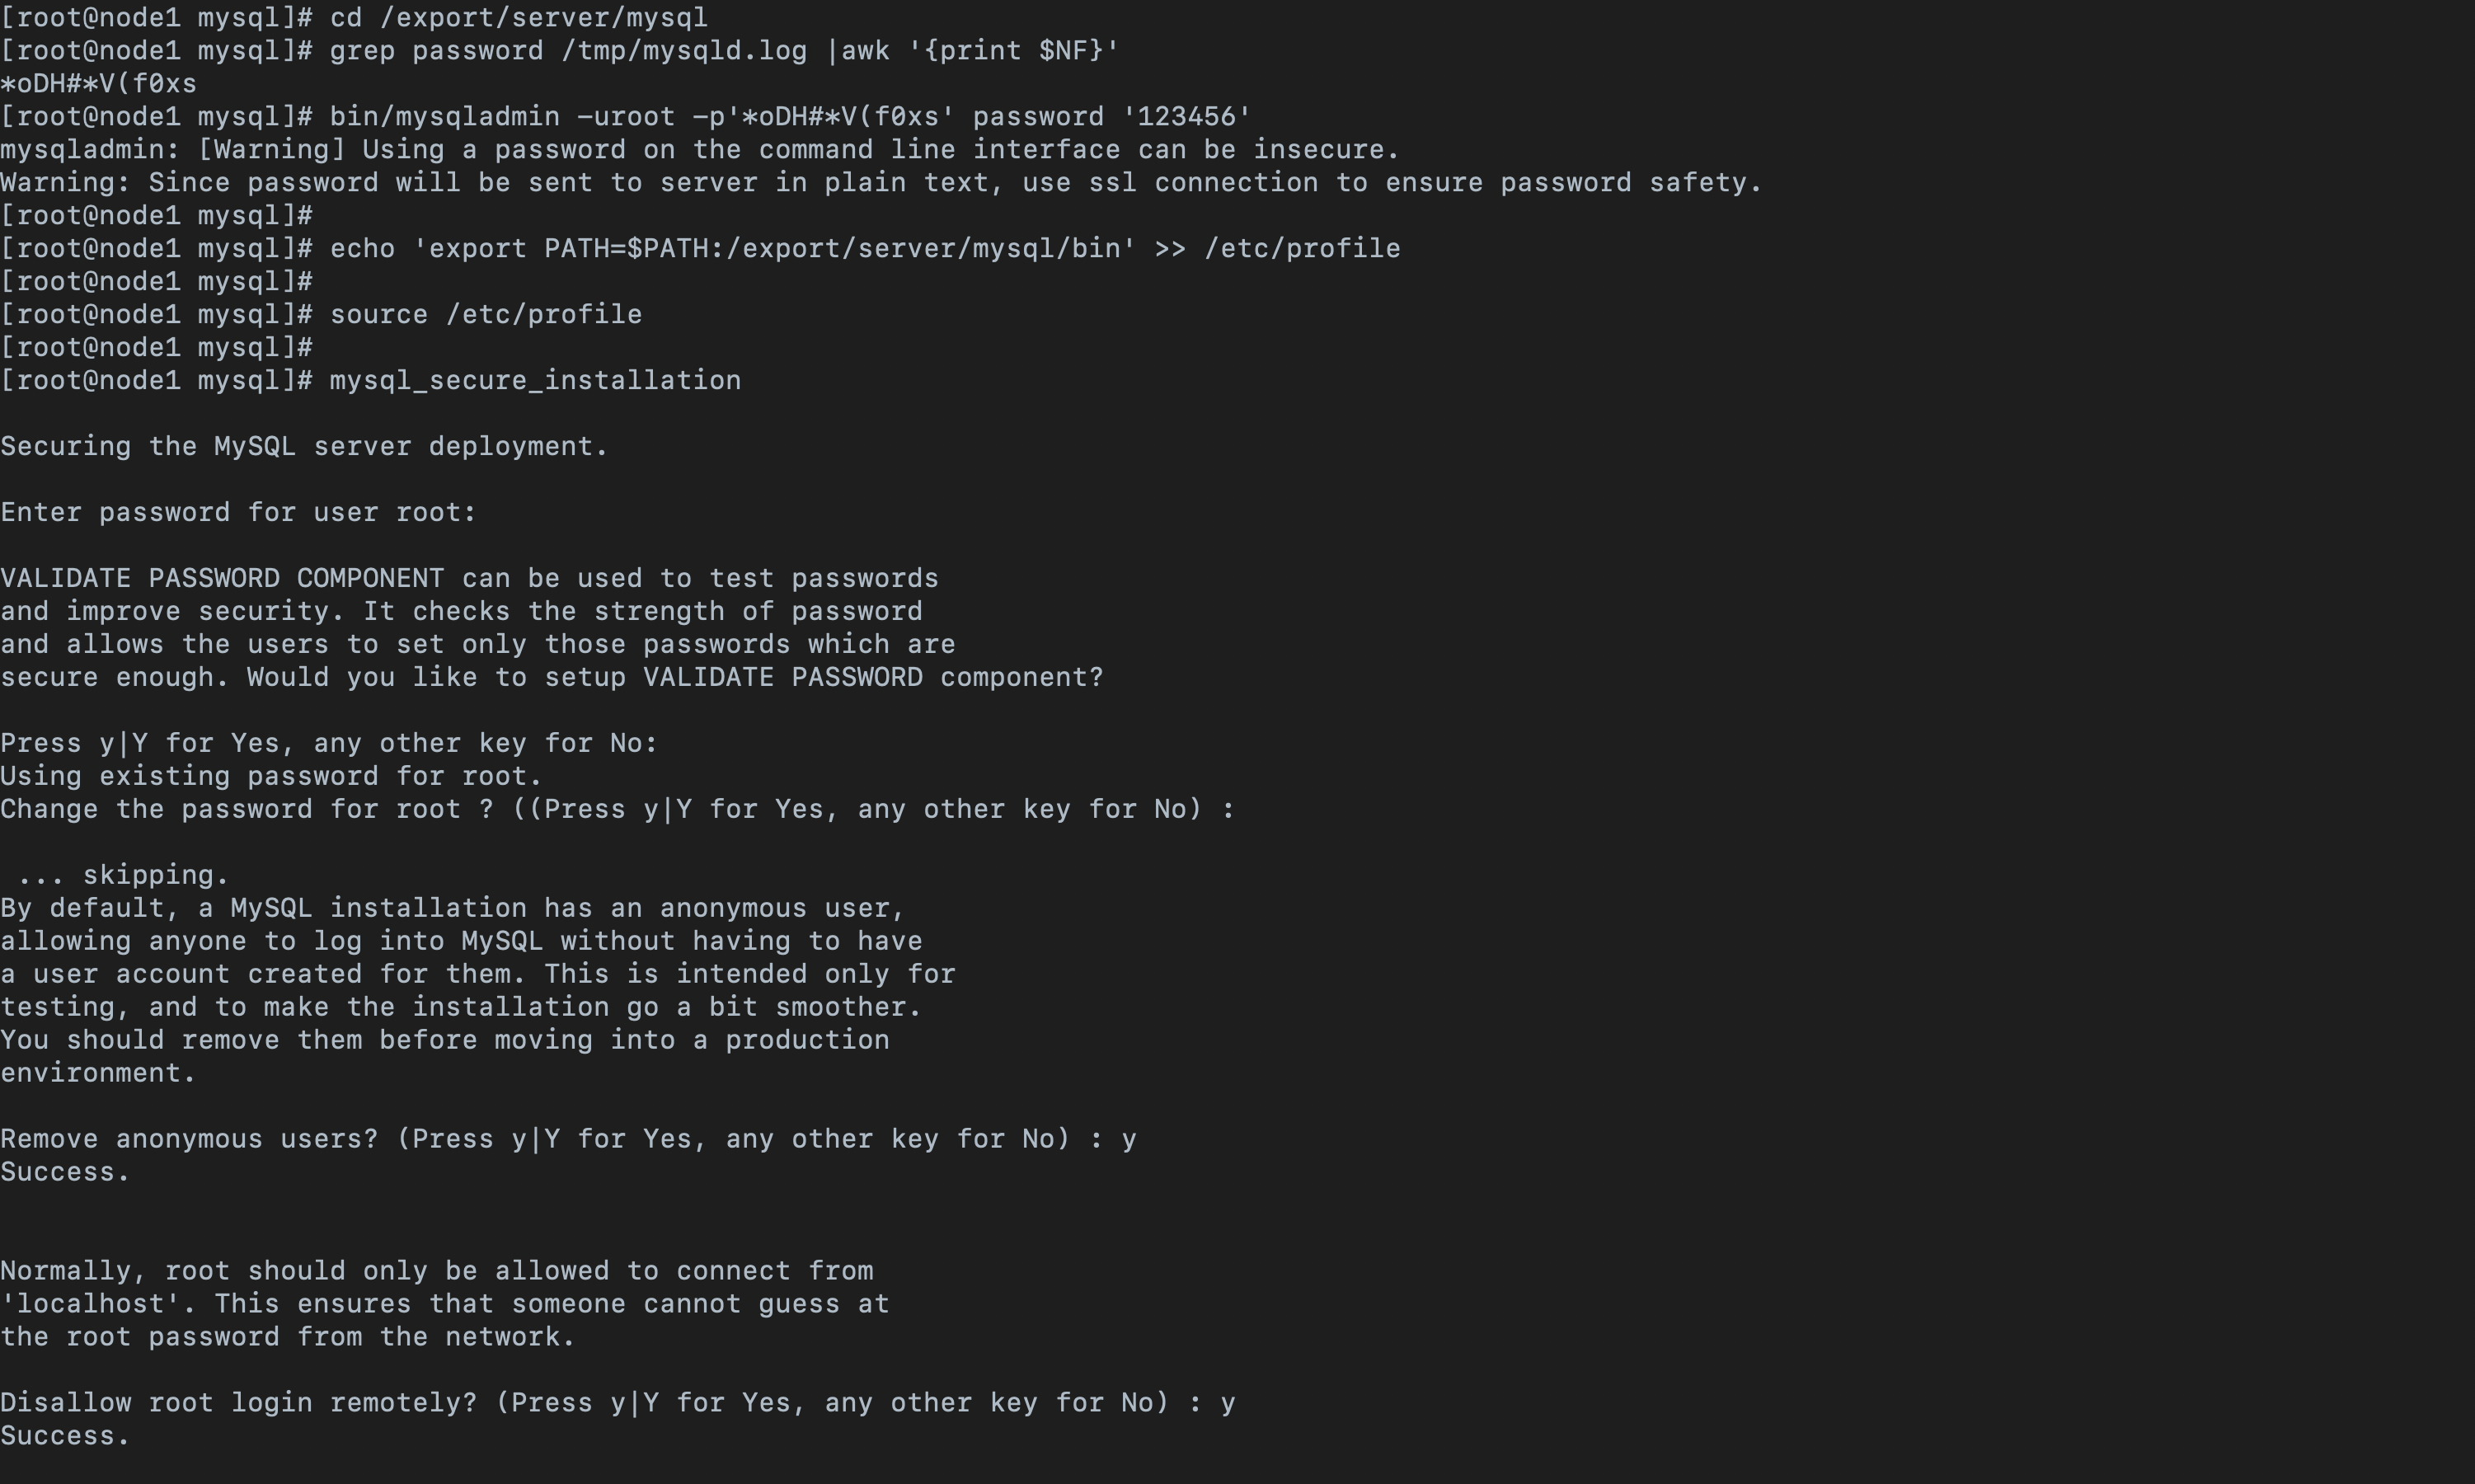 [root@node1 mysql]# cd /export/server/mysql
[root@node1 mysql]# grep password /tmp/mysqld.log |awk '{print $NF}'
*oDH#*V(f0xs
[root@node1 mysql]# bin/mysqladmin -uroot -p'*oDH#*V(f0xs' password '123456'
mysqladmin: [Warning] Using a password on the command line interface can be insecure.
Warning: Since password will be sent to server in plain text, use ssl connection to ensure password safety.
[root@node1 mysql]#
[root@node1 mysql]# echo 'export PATH=$PATH:/export/server/mysql/bin' >> /etc/profile
[root@node1 mysql]#
[root@node1 mysql]# source /etc/profile
[root@node1 mysql]#
[root@node1 mysql]# mysql_secure_installation

Securing the MySQL server deployment.

Enter password for user root:

VALIDATE PASSWORD COMPONENT can be used to test passwords
and improve security. It checks the strength of password
and allows the users to set only those passwords which are
secure enough. Would you like to setup VALIDATE PASSWORD component?

Press y|Y for Yes, any other key for No:
Using existing password for root.
Change the password for root ? ((Press y|Y for Yes, any other key for No) :

 ... skipping.
By default, a MySQL installation has an anonymous user,
allowing anyone to log into MySQL without having to have
a user account created for them. This is intended only for
testing, and to make the installation go a bit smoother.
You should remove them before moving into a production
environment.

Remove anonymous users? (Press y|Y for Yes, any other key for No) : y
Success.


Normally, root should only be allowed to connect from
'localhost'. This ensures that someone cannot guess at
the root password from the network.

Disallow root login remotely? (Press y|Y for Yes, any other key for No) : y
Success.